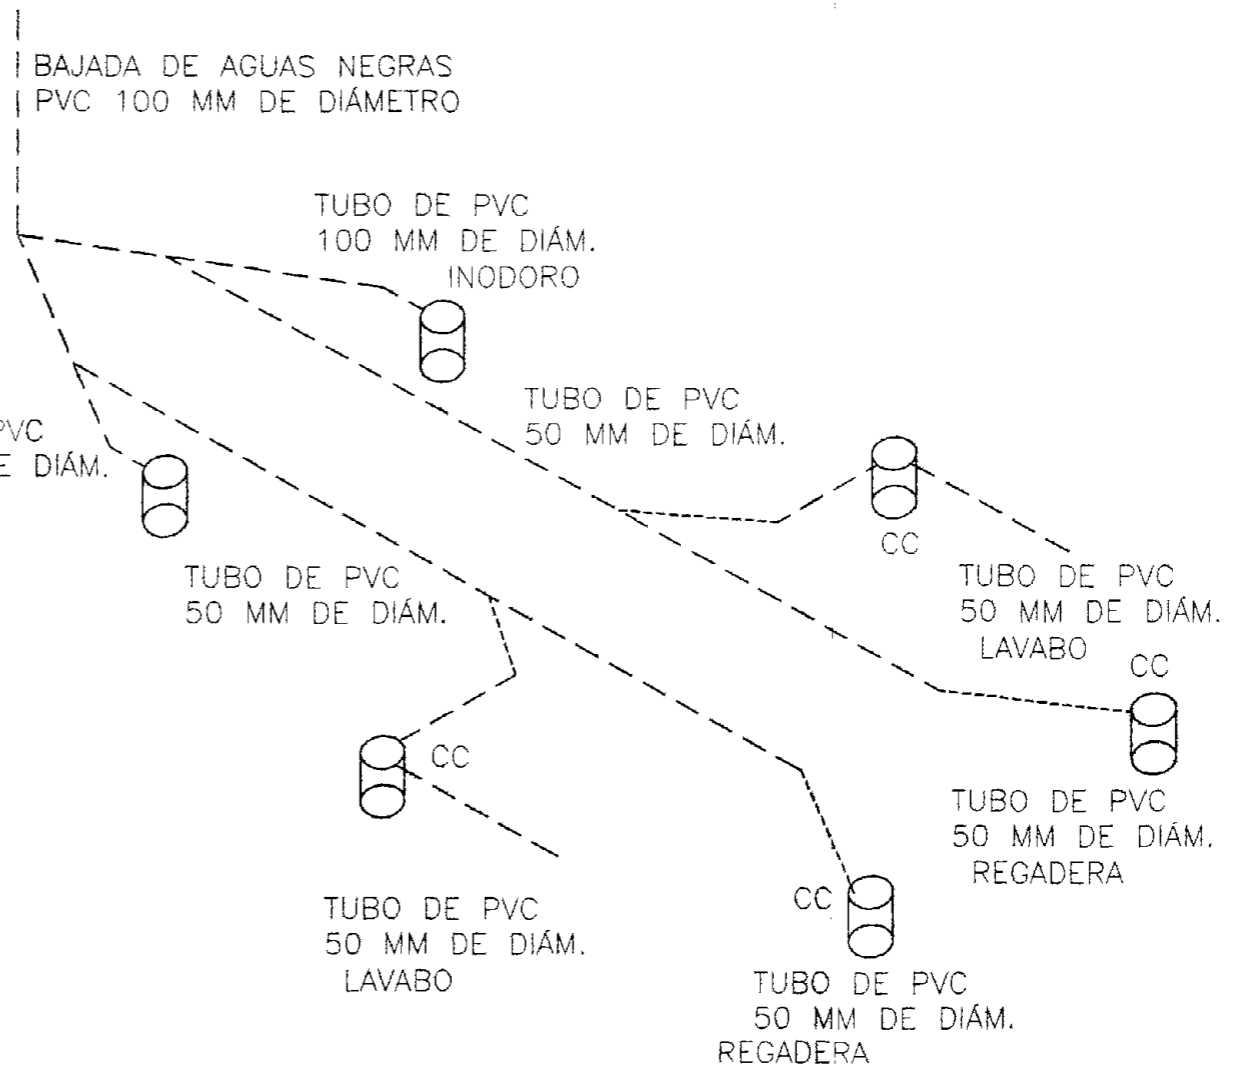 BAJADA DE AGUAS NEGRAS
PVC 100 MM DE DIÁMETRO
TUBO DE PVC
100 MM DE DIÁM.
INODORO
TUBO DE PVC
50 MM DE DIÁM.
PVC
E DIÁM.
CC
TUBO DE PVC
50 MM DE DIÁM.
TUBO DE PVC
50 MM DE DIÁM.
LAVABO
CC
CC
TUBO DE PVC
50 MM DE DIÁM.
REGADERA
CC
TUBO DE PVC
50 MM DE DIÁM.
LAVABO
TUBO DE PVC
50 MM DE DIÁM.
REGADERA